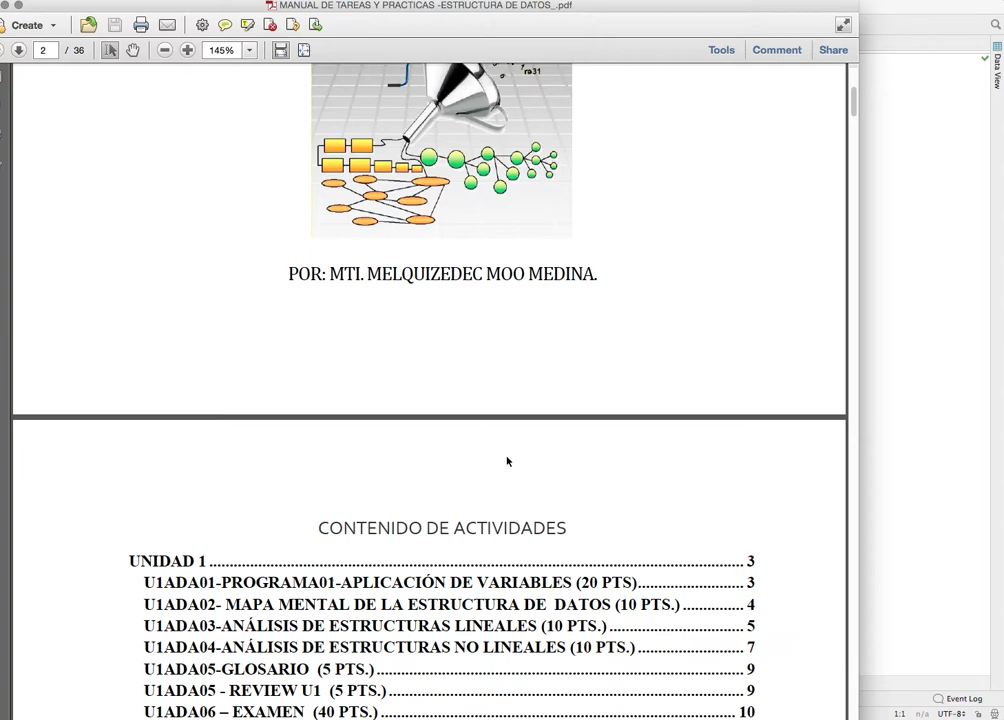 MANUAL DE TAREAS Y PRACTICAS -ESTRUCTURA DE DATOS_.pdf
Create
2 / 36
145%
Tools Comment Share
Data View
POR: MTI. MELQUIZEDEC MOO MEDINA.
CONTENIDO DE ACTIVIDADES
UNIDAD 1 ........ 3
U1ADA01-PROGRAMA01-APLICACIÓN DE VARIABLES (20 PTS)........ 3
U1ADA02- MAPA MENTAL DE LA ESTRUCTURA DE DATOS (10 PTS.) ........ 4
U1ADA03-ANÁLISIS DE ESTRUCTURAS LINEALES (10 PTS.) ........ 5
U1ADA04-ANÁLISIS DE ESTRUCTURAS NO LINEALES (10 PTS.) ........ 7
U1ADA05-GLOSARIO (5 PTS.) ........ 9
U1ADA05 - REVIEW U1 (5 PTS.) ........ 9
U1ADA06 – EXAMEN (40 PTS.) ........ 10
Event Log
1:1 n/a UTF-8